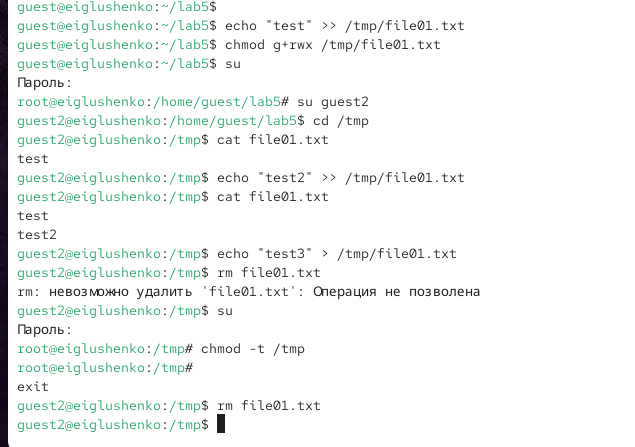 guest@eiglushenko:~/lab5$
guest@eiglushenko:~/lab5$ echo "test" >> /tmp/file01.txt
guest@eiglushenko:~/lab5$ chmod g+rwx /tmp/file01.txt
guest@eiglushenko:~/lab5$ su
Пароль:
root@eiglushenko:/home/guest/lab5# su guest2
guest2@eiglushenko:/home/guest/lab5$ cd /tmp
guest2@eiglushenko:/tmp$ cat file01.txt
test
guest2@eiglushenko:/tmp$ echo "test2" >> /tmp/file01.txt
guest2@eiglushenko:/tmp$ cat file01.txt
test
test2
guest2@eiglushenko:/tmp$ echo "test3" > /tmp/file01.txt
guest2@eiglushenko:/tmp$ rm file01.txt
rm: невозможно удалить 'file01.txt': Операция не позволена
guest2@eiglushenko:/tmp$ su
Пароль:
root@eiglushenko:/tmp# chmod -t /tmp
root@eiglushenko:/tmp#
exit
guest2@eiglushenko:/tmp$ rm file01.txt
guest2@eiglushenko:/tmp$